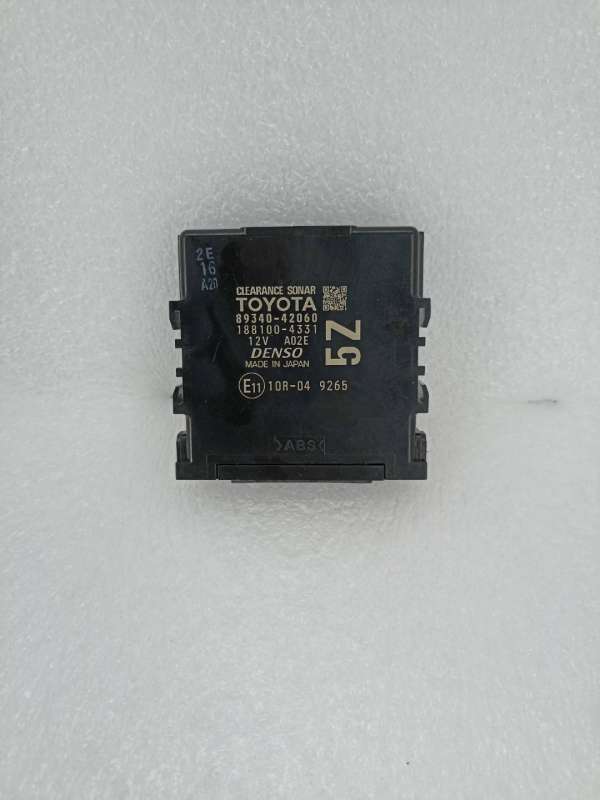 2E
16
A2D
CLEARANCE SONAR
TOYOTA
89340-42060
188100-4331
12V A02E
DENSO
MADE IN JAPAN
5Z
E11 10R-04 9265
>ABS<